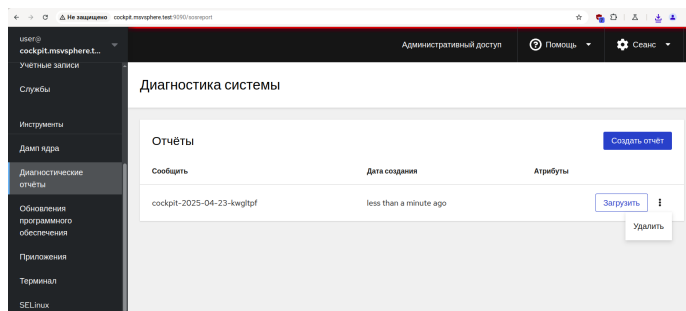 Не защищено cockpit.msvsphere.test:9090/sosreport
user@
cockpit.msvsphere.t...
Административный доступ
Помощь
Сеанс
Учётные записи
Службы
Инструменты
Дамп ядра
Диагностические
отчёты
Обновления
программного
обеспечения
Приложения
Терминал
SELinux
Диагностика системы
Отчёты
Создать отчёт
Сообщить Дата создания Атрибуты
cockpit-2025-04-23-kwgltpf less than a minute ago Загрузить
Удалить